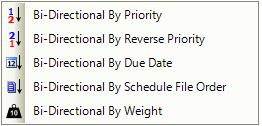 Bi-Directional By Priority
Bi-Directional By Reverse Priority
Bi-Directional By Due Date
Bi-Directional By Schedule File Order
Bi-Directional By Weight